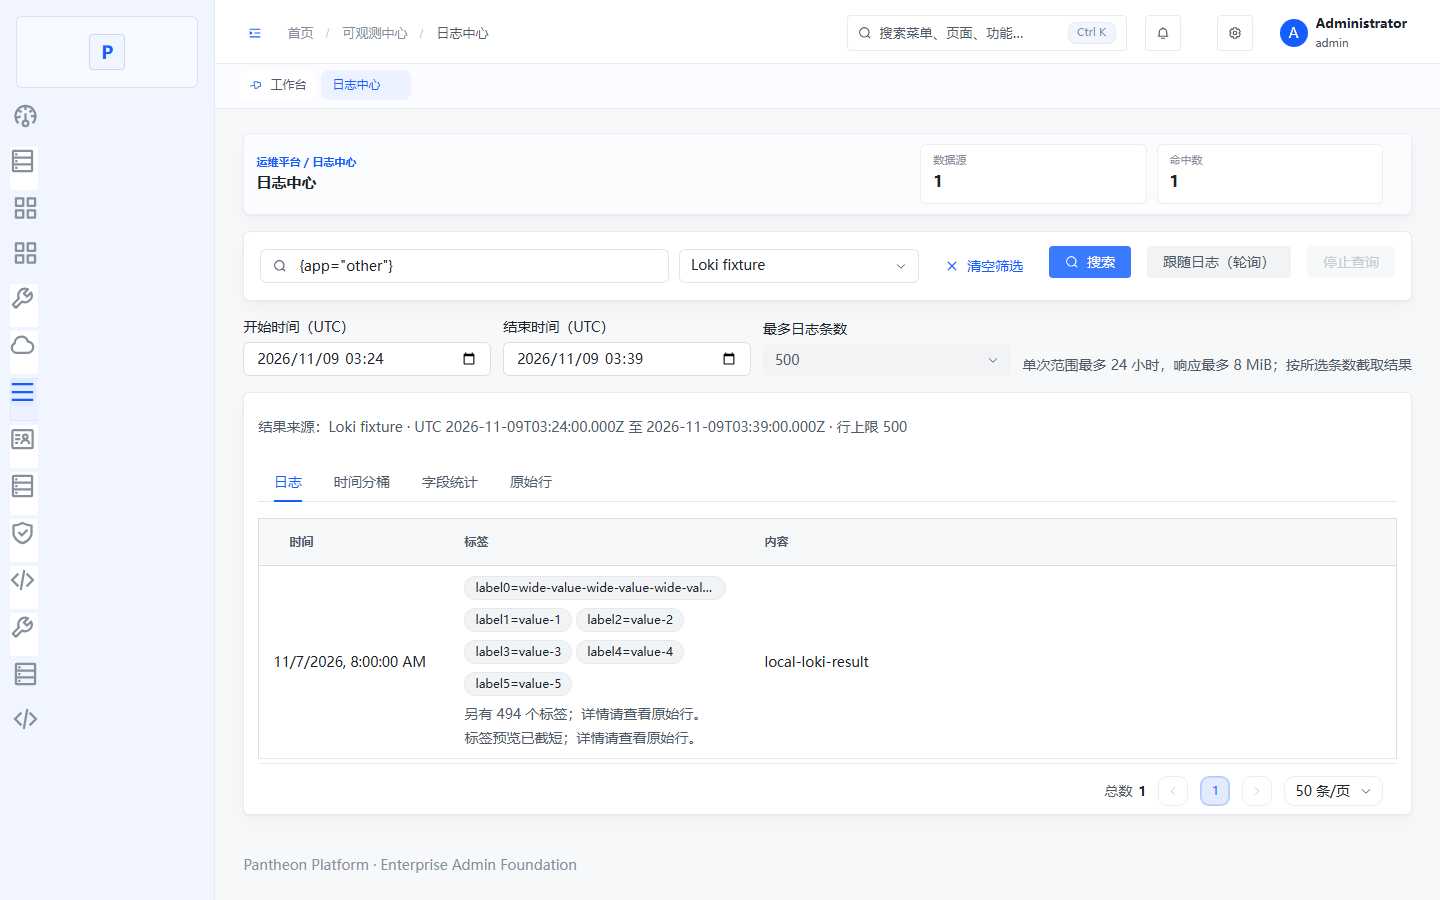 P
首页 / 可观测中心 / 日志中心
搜索菜单、页面、功能... Ctrl K
A
Administrator
admin
工作台
日志中心
运维平台 / 日志中心
日志中心
数据源
1
命中数
1
{app="other"}
Loki fixture
清空筛选
搜索
跟随日志（轮询）
停止查询
开始时间（UTC）
2026/11/09 03:24
结束时间（UTC）
2026/11/09 03:39
最多日志条数
500
单次范围最多 24 小时，响应最多 8 MiB；按所选条数截取结果
结果来源：Loki fixture · UTC 2026-11-09T03:24:00.000Z 至 2026-11-09T03:39:00.000Z · 行上限 500
日志 时间分桶 字段统计 原始行
时间 标签 内容
11/7/2026, 8:00:00 AM
label0=wide-value-wide-value-wide-val...
label1=value-1 label2=value-2
label3=value-3 label4=value-4
label5=value-5
另有 494 个标签；详情请查看原始行。
标签预览已截短；详情请查看原始行。
local-loki-result
总数 1
1
50 条/页
Pantheon Platform · Enterprise Admin Foundation